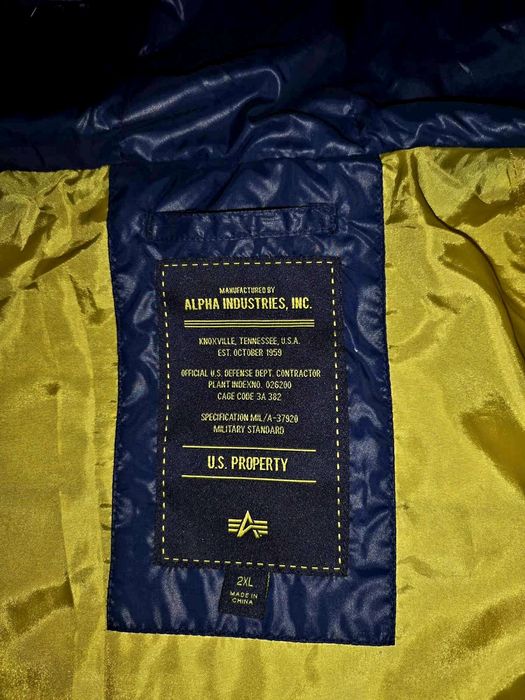 MANUFACTURED BY
ALPHA INDUSTRIES, INC.
KNOXVILLE, TENNESSEE, U.S.A.
EST. OCTOBER 1959
OFFICIAL U.S. DEFENSE DEPT. CONTRACTOR
PLANT INDEXNO. 026200
CAGE CODE 3A 382
SPECIFICATION MIL/A-37920
MILITARY STANDARD
U.S. PROPERTY
2XL
MADE IN
CHINA